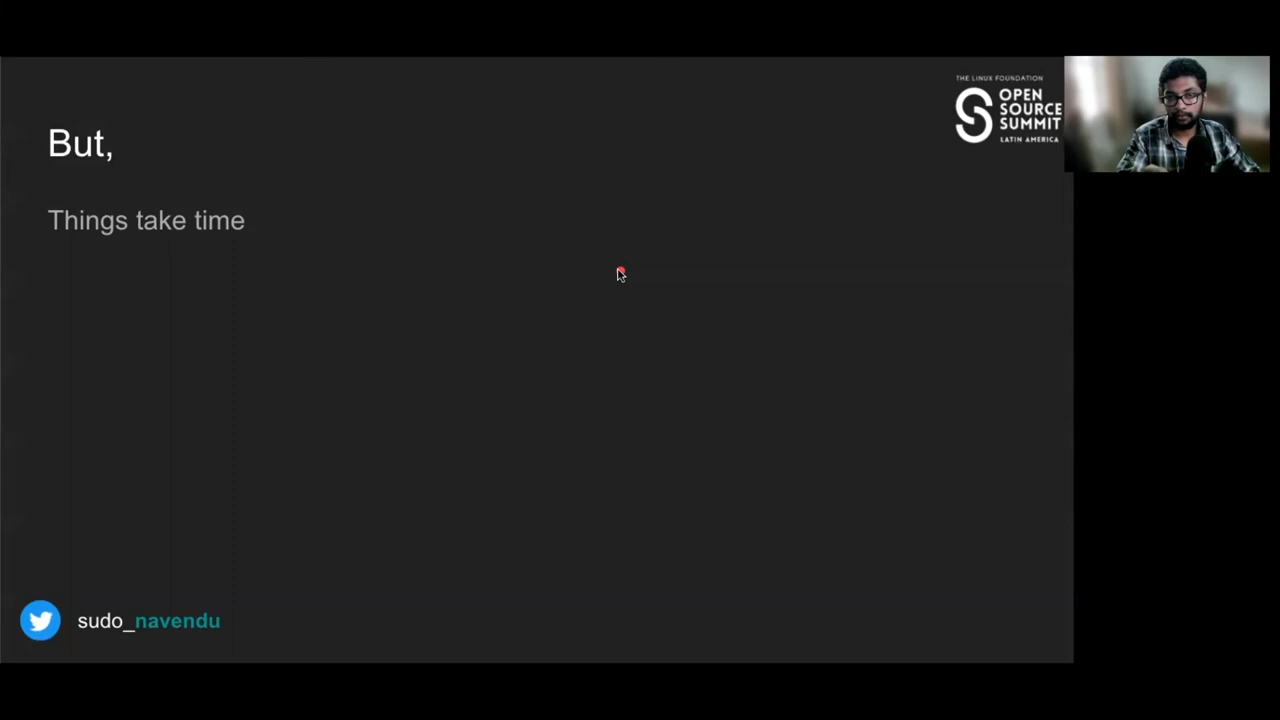 But,
Things take time
THE LINUX FOUNDATION
OPEN
SOURCE
SUMMIT
LATIN AMERICA
sudo_navendu